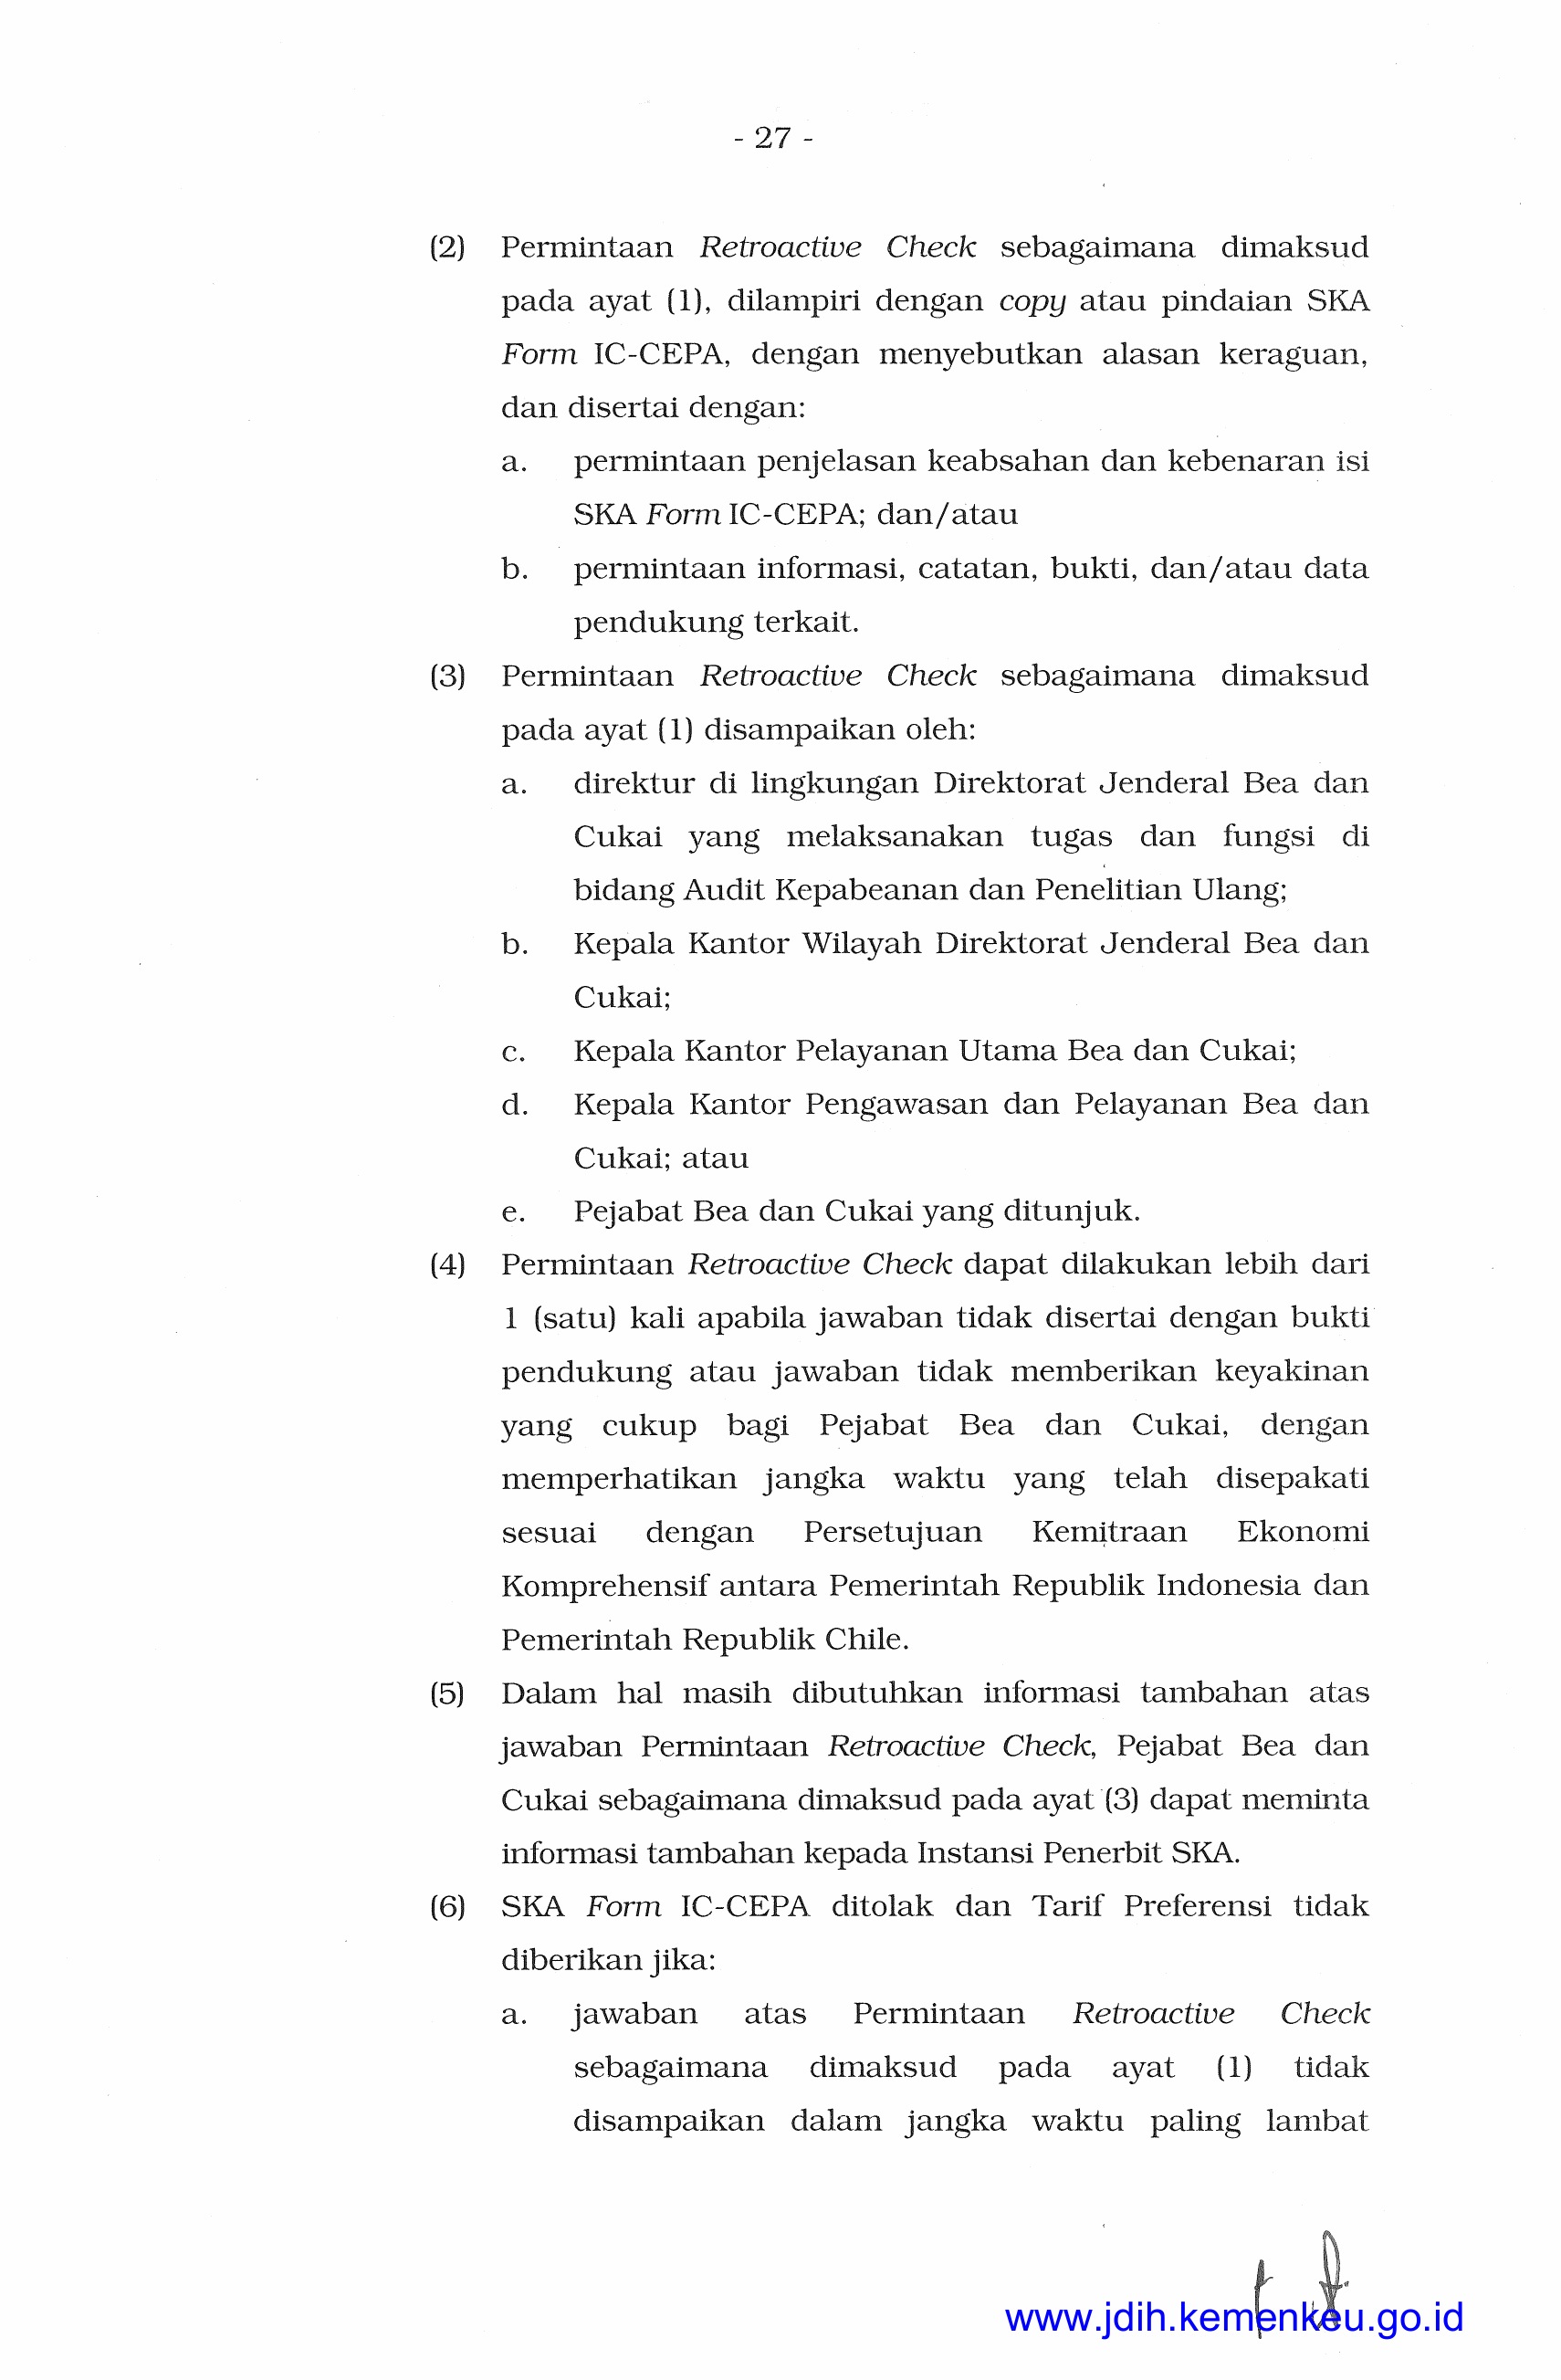 - 27 -
(2) Permintaan Retroactive Check sebagaimana dimaksud
pada ayat (1), dilampiri dengan copy atau pindaian SKA
Form IC-CEPA, dengan menyebutkan alasan keraguan,
dan disertai dengan:
a. permintaan penjelasan keabsahan dan kebenaran isi
SKA Form IC-CEPA; dan/atau
b. permintaan informasi, catatan, bukti, dan/atau data
pendukung terkait.
(3) Permintaan Retroactive Check sebagaimana dimaksud
pada ayat (1) disampaikan oleh:
a. direktur di lingkungan Direktorat Jenderal Bea dan
Cukai yang melaksanakan tugas dan fungsi di
bidang Audit Kepabeanan dan Penelitian Ulang;
b. Kepala Kantor Wilayah Direktorat Jenderal Bea dan
Cukai;
c. Kepala Kantor Pelayanan Utama Bea dan Cukai;
d. Kepala Kantor Pengawasan dan Pelayanan Bea dan
Cukai; atau
e. Pejabat Bea dan Cukai yang ditunjuk.
(4) Permintaan Retroactive Check dapat dilakukan lebih dari
1 (satu) kali apabila jawaban tidak disertai dengan bukti
pendukung atau jawaban tidak memberikan keyakinan
yang cukup bagi Pejabat Bea dan Cukai, dengan
memperhatikan jangka waktu yang telah disepakati
sesuai dengan Persetujuan Kemitraan Ekonomi
Komprehensif antara Pemerintah Republik Indonesia dan
Pemerintah Republik Chile.
(5) Dalam hal masih dibutuhkan informasi tambahan atas
jawaban Permintaan Retroactive Check, Pejabat Bea dan
Cukai sebagaimana dimaksud pada ayat (3) dapat meminta
informasi tambahan kepada Instansi Penerbit SKA.
(6) SKA Form IC-CEPA ditolak dan Tarif Preferensi tidak
diberikan jika:
a. jawaban atas Permintaan Retroactive Check
sebagaimana dimaksud pada ayat (1) tidak
disampaikan dalam jangka waktu paling lambat
www.jdih.kemenkeu.go.id